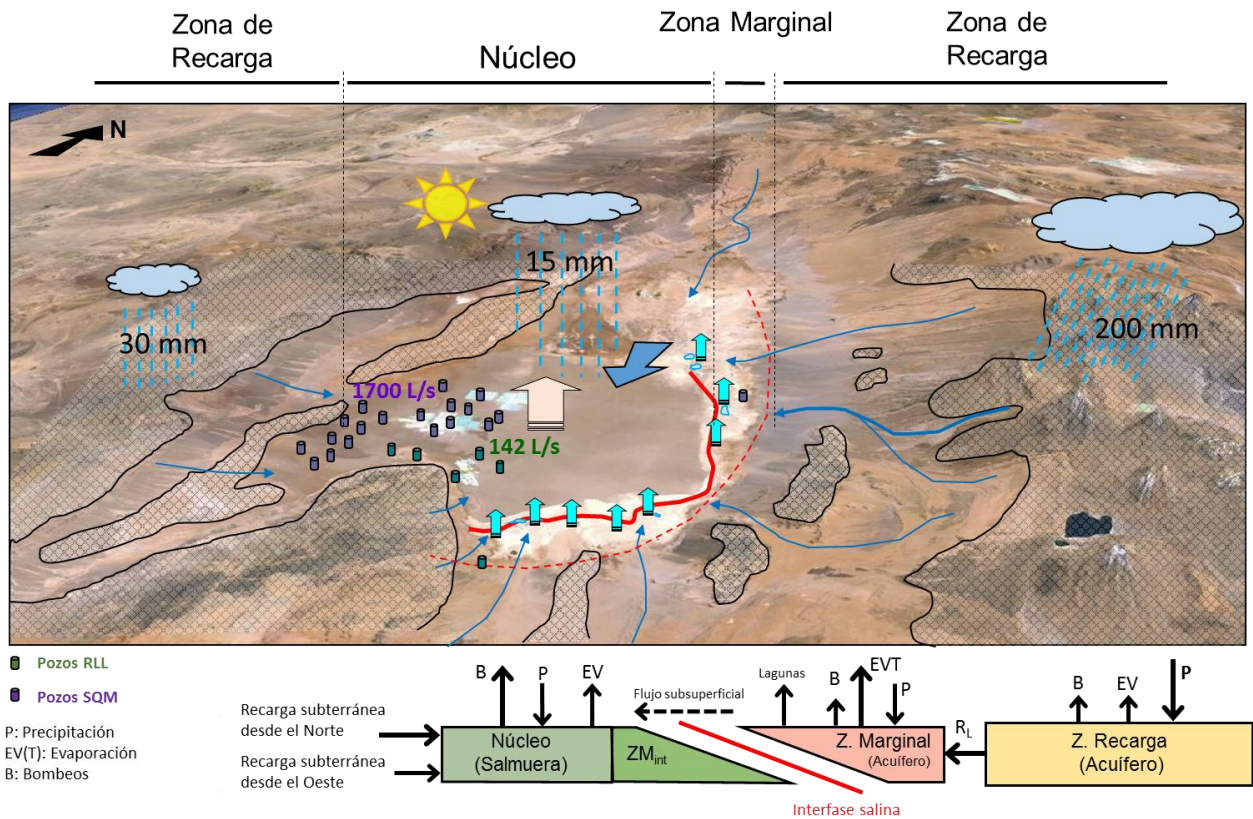 Zona de
Recarga
Núcleo
Zona Marginal
Zona de
Recarga
N
15 mm
30 mm
200 mm
1700 L/s
142 L/s
Pozos RLL
Pozos SQM
P: Precipitación
EV(T): Evaporación
B: Bombeos
Recarga subterránea
desde el Norte
Recarga subterránea
desde el Oeste
B
P
EV
Flujo subsuperficial
Lagunas
B
EVT
P
B
EV
P
Núcleo
(Salmuera)
ZMint
Z. Marginal
(Acuífero)
RL
Z. Recarga
(Acuífero)
Interfase salina